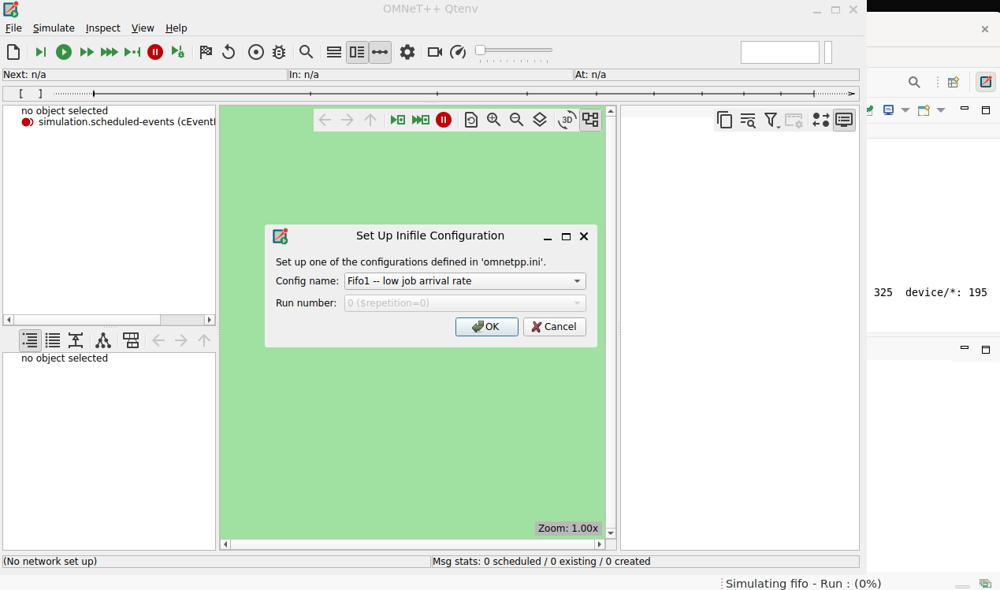 OMNeT++ Qtenv
File Simulate Inspect View Help
Next: n/a In: n/a At: n/a
[ ]
no object selected
simulation.scheduled-events (cEvent
3D
Set Up Inifile Configuration
Set up one of the configurations defined in 'omnetpp.ini'.
Config name: Fifo1 -- low job arrival rate
Run number: 0 ($repetition=0)
OK Cancel
325 device/*: 195
no object selected
Zoom: 1.00x
(No network set up) Msg stats: 0 scheduled / 0 existing / 0 created
Simulating fifo - Run : (0%)